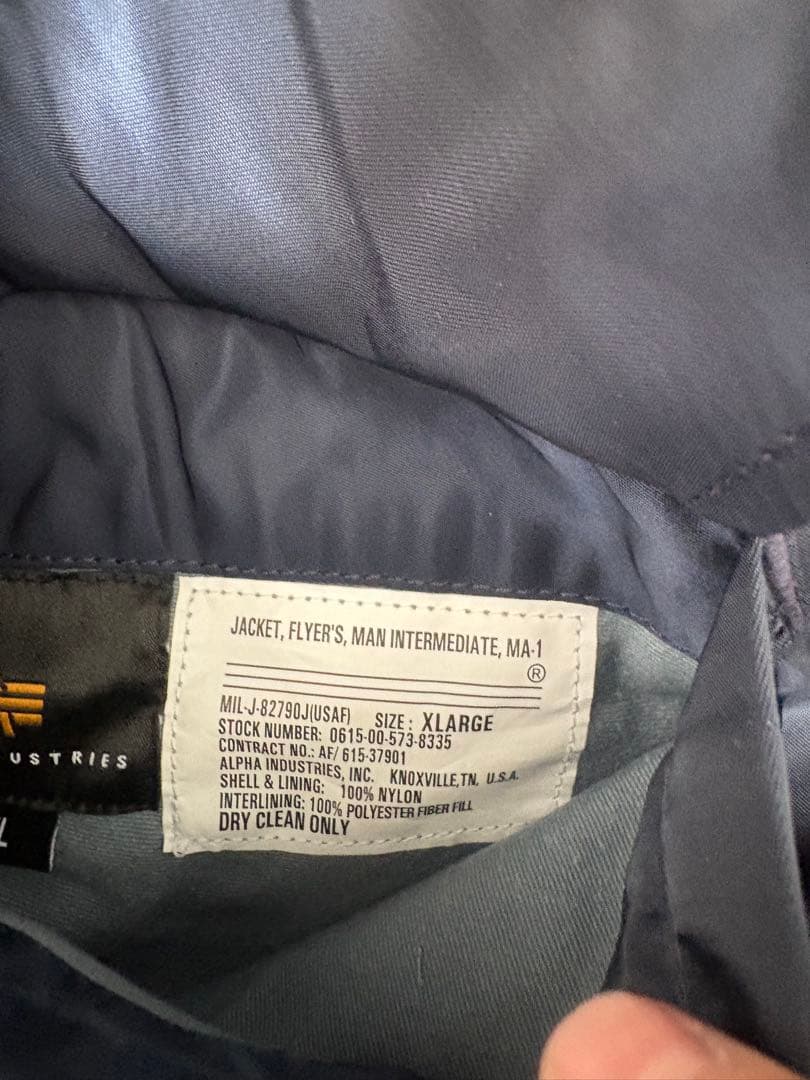 JACKET, FLYER'S, MAN INTERMEDIATE, MA-1
®
MIL-J-82790J(USAF) SIZE: XLARGE
STOCK NUMBER: 0615-00-573-8335
CONTRACT NO.: AF/ 615-37901
ALPHA INDUSTRIES, INC. KNOXVILLE,TN, U.S.A.
SHELL & LINING: 100% NYLON
INTERLINING: 100% POLYESTER FIBER FILL
DRY CLEAN ONLY
USTRIES
L